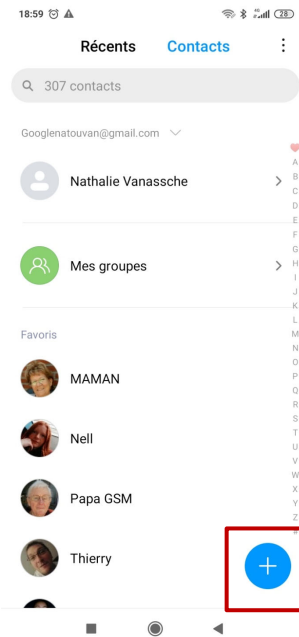 18:59
28
Récents Contacts
307 contacts
Googlenatouvan@gmail.com
Nathalie Vanassche
Mes groupes
Favoris
MAMAN
Nell
Papa GSM
Thierry
A
B
C
D
E
F
G
H
I
J
K
L
M
N
O
P
Q
R
S
T
U
V
W
X
Y
Z